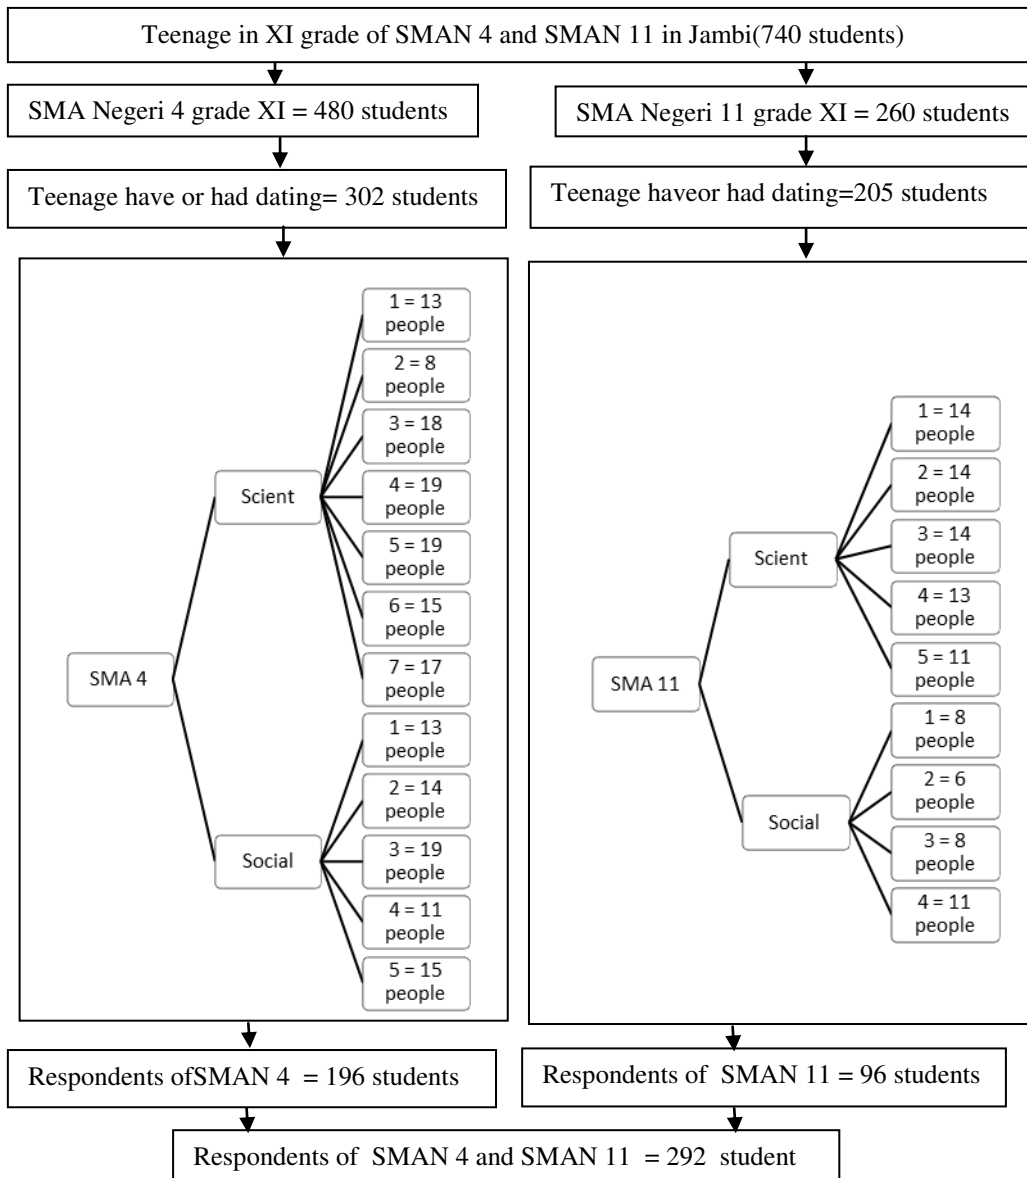 Teenage in XI grade of SMAN 4 and SMAN 11 in Jambi(740 students)
SMA Negeri 4 grade XI = 480 students
SMA Negeri 11 grade XI = 260 students
Teenage have or had dating= 302 students
Teenage haveor had dating=205 students
SMA 4
Scient
1 = 13
people
2 = 8
people
3 = 18
people
4 = 19
people
5 = 19
people
6 = 15
people
7 = 17
people
Social
1 = 13
people
2 = 14
people
3 = 19
people
4 = 11
people
5 = 15
people
SMA 11
Scient
1 = 14
people
2 = 14
people
3 = 14
people
4 = 13
people
5 = 11
people
Social
1 = 8
people
2 = 6
people
3 = 8
people
4 = 11
people
Respondents ofSMAN 4 = 196 students
Respondents of SMAN 11 = 96 students
Respondents of SMAN 4 and SMAN 11 = 292 student